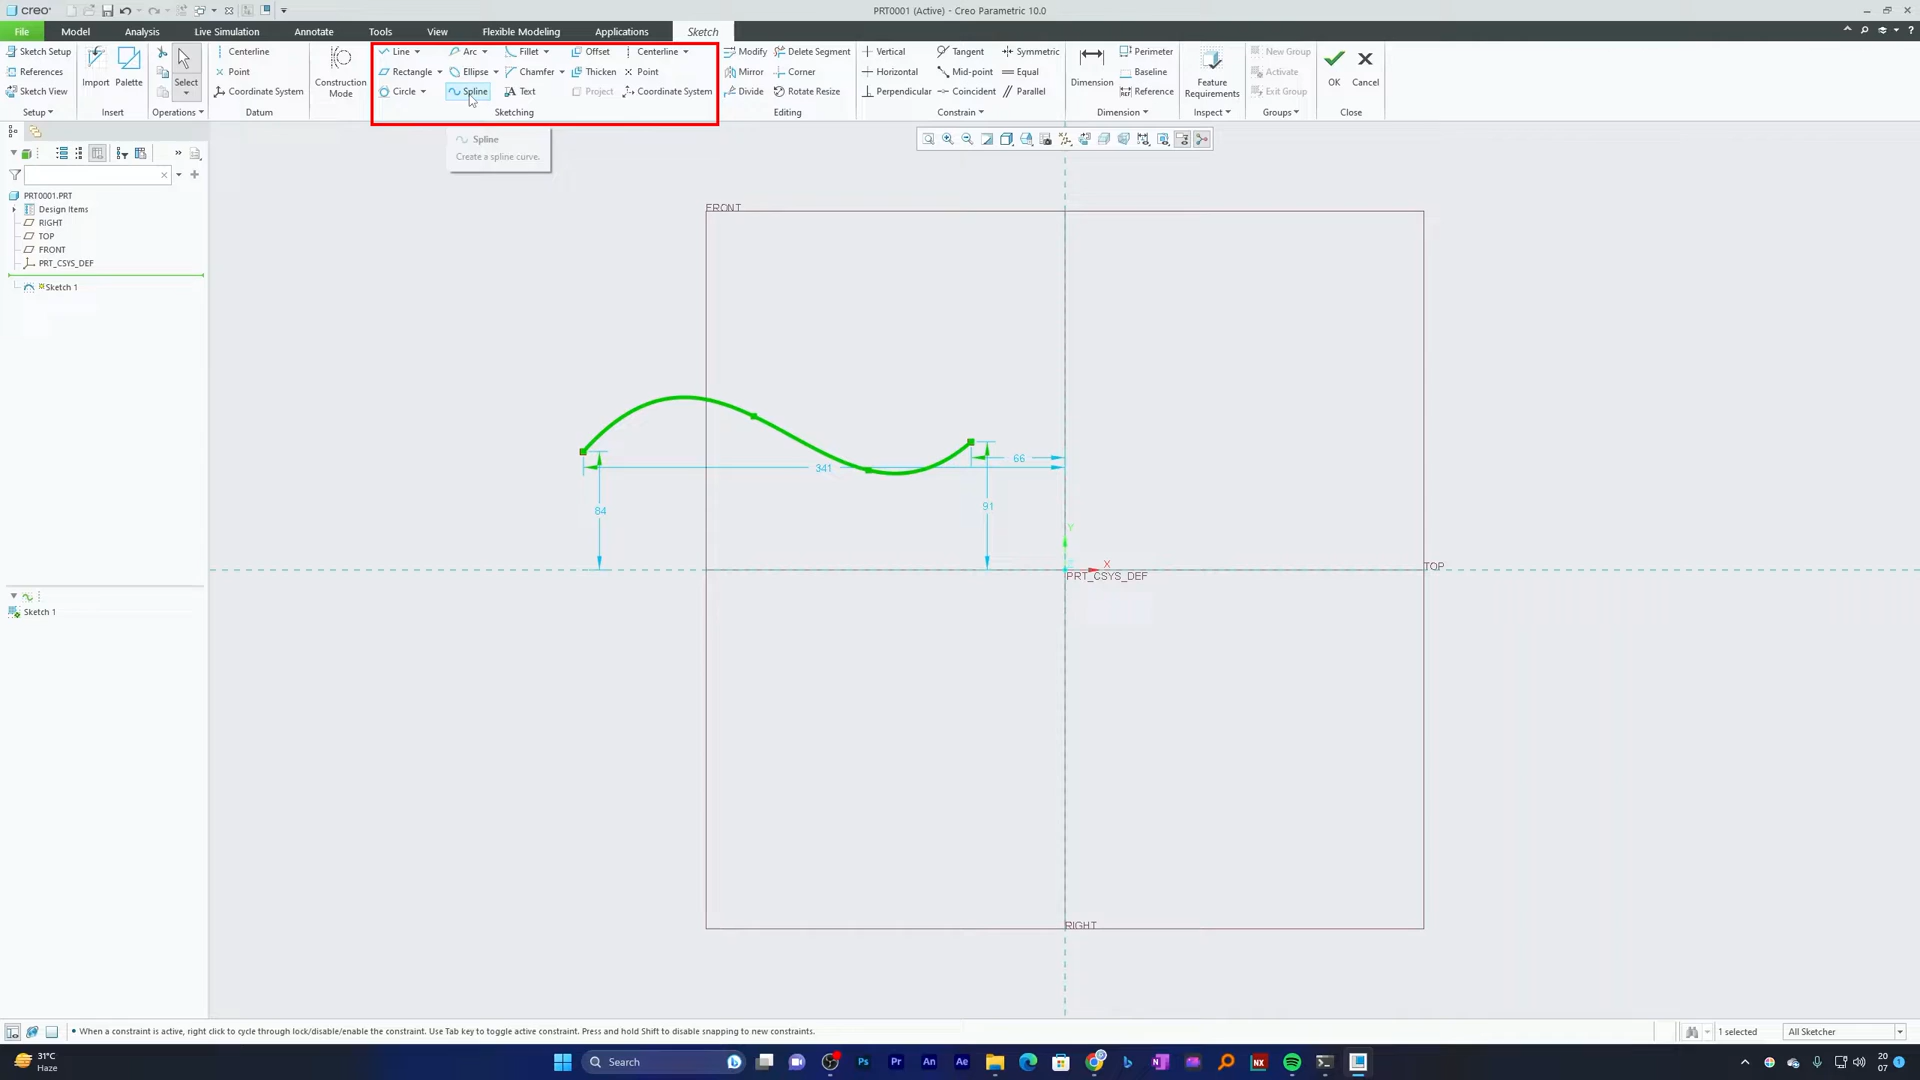 creo
PRT0001 (Active) - Creo Parametric 10.0
File Model Analysis Live Simulation Annotate Tools View Flexible Modeling Applications Sketch
Sketch Setup
References
Sketch View
Setup
Import
Palette
Insert
Select
Operations
Centerline
Point
Coordinate System
Datum
Construction
Mode
Line
Rectangle
Circle
Arc
Ellipse
Spline
Fillet
Chamfer
Text
Offset
Thicken
Project
Centerline
Point
Coordinate System
Sketching
Modify
Mirror
Divide
Delete Segment
Corner
Rotate Resize
Editing
Vertical
Horizontal
Perpendicular
Tangent
Mid-point
Coincident
Symmetric
Equal
Parallel
Constrain
Dimension
Perimeter
Baseline
Reference
Dimension
Feature
Requirements
Inspect
New Group
Activate
Exit Group
Groups
OK
Cancel
Close
Spline
Create a spline curve.
PRT0001.PRT
Design Items
RIGHT
TOP
FRONT
PRT_CSYS_DEF
Sketch 1
Sketch 1
FRONT
66
341
84
91
Y
X
PRT_CSYS_DEF
TOP
RIGHT
When a constraint is active, right click to cycle through lock/disable/enable the constraint. Use Tab key to toggle active constraint. Press and hold Shift to disable snapping to new constraints.
1 selected
All Sketcher
31°C
Haze
Search
Ps
Pr
An
Ae
N
NX
20
07
1